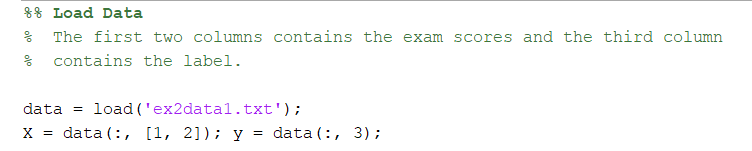 %% Load Data
%  The first two columns contains the exam scores and the third column
%  contains the label.
data = load('ex2data1.txt');
X = data(:, [1, 2]); y = data(:, 3);